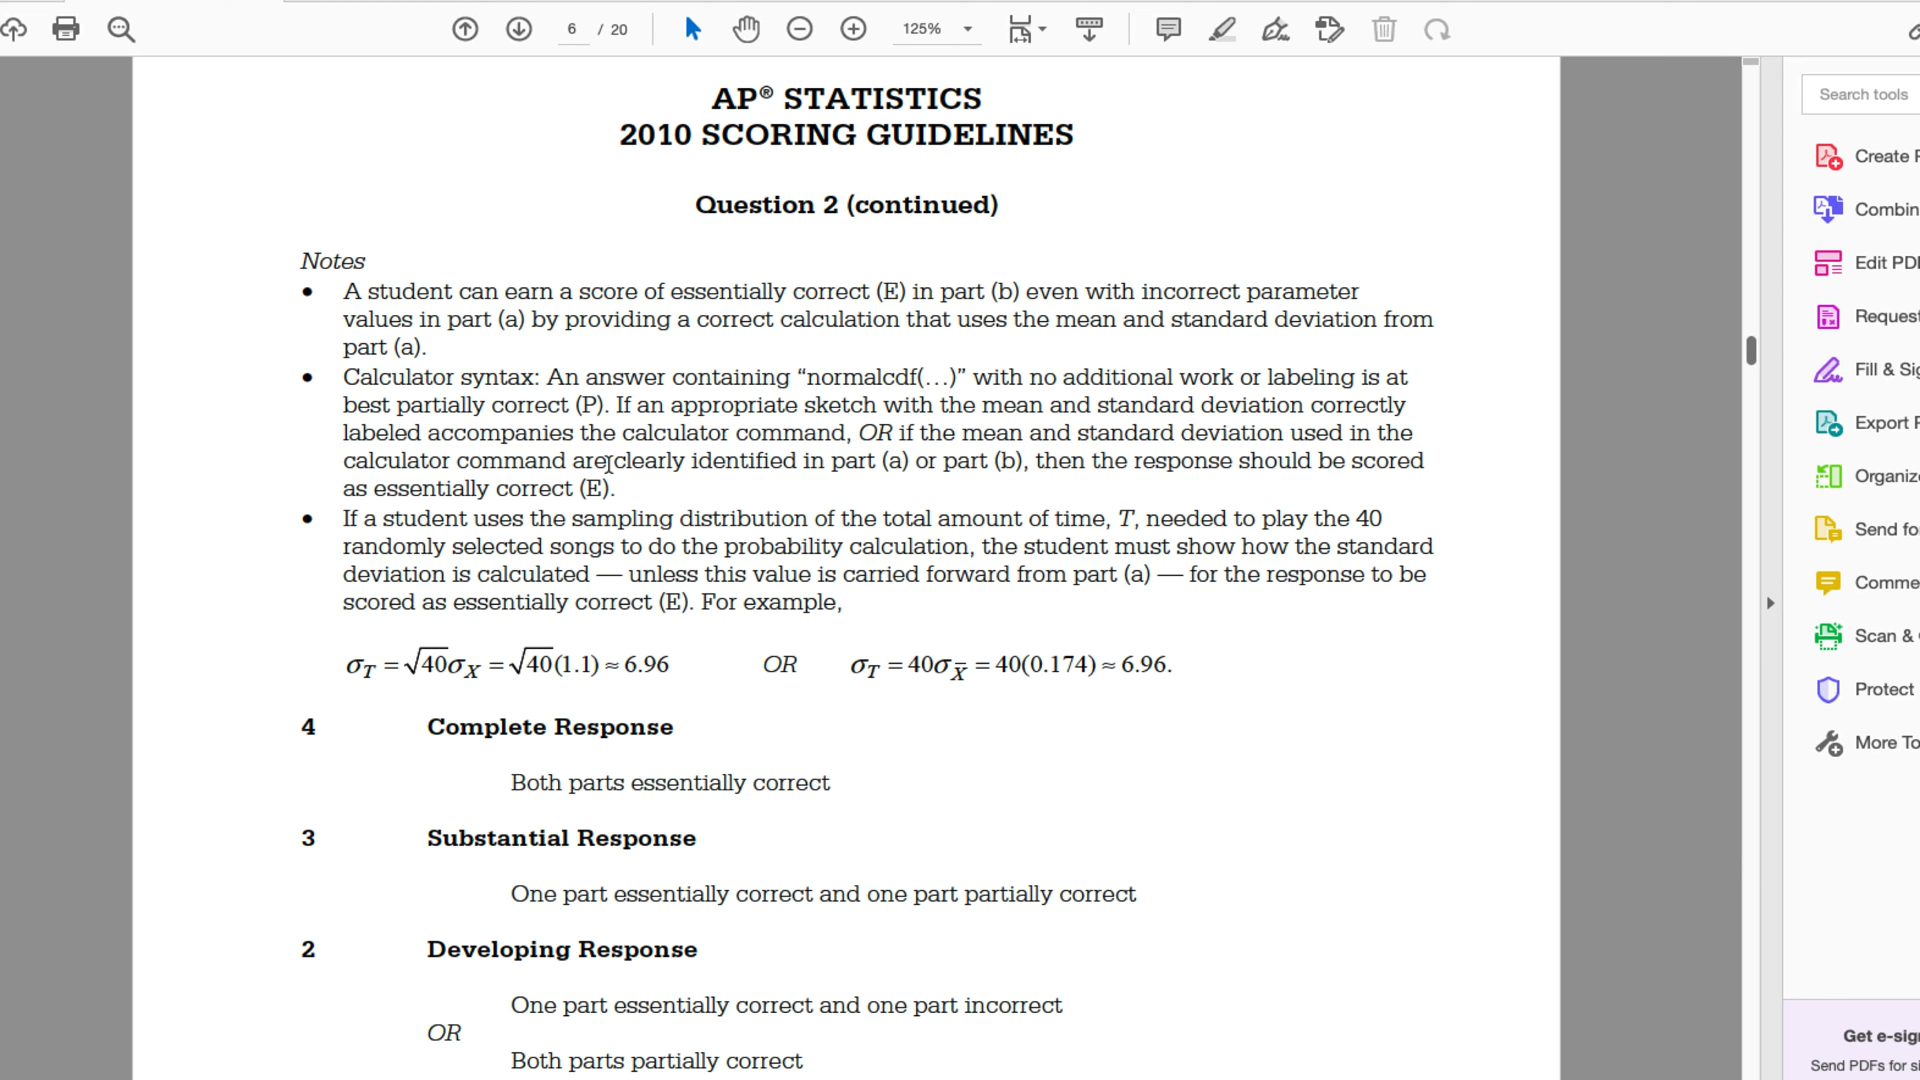 6 / 20
125%
AP® STATISTICS
2010 SCORING GUIDELINES
Question 2 (continued)
Notes
• A student can earn a score of essentially correct (E) in part (b) even with incorrect parameter
values in part (a) by providing a correct calculation that uses the mean and standard deviation from
part (a).
• Calculator syntax: An answer containing “normalcdf(…)” with no additional work or labeling is at
best partially correct (P). If an appropriate sketch with the mean and standard deviation correctly
labeled accompanies the calculator command, OR if the mean and standard deviation used in the
calculator command are clearly identified in part (a) or part (b), then the response should be scored
as essentially correct (E).
• If a student uses the sampling distribution of the total amount of time, T, needed to play the 40
randomly selected songs to do the probability calculation, the student must show how the standard
deviation is calculated — unless this value is carried forward from part (a) — for the response to be
scored as essentially correct (E). For example,
σ_T = √40σ_X = √40(1.1) ≈ 6.96 OR σ_T = 40σ_X̄ = 40(0.174) ≈ 6.96.
4 Complete Response
Both parts essentially correct
3 Substantial Response
One part essentially correct and one part partially correct
2 Developing Response
One part essentially correct and one part incorrect
OR
Both parts partially correct
Search tools
Create
Combin
Edit PD
Request
Fill & Sig
Export
Organize
Send fo
Comme
Scan &
Protect
More To
Get e-sig
Send PDFs for si